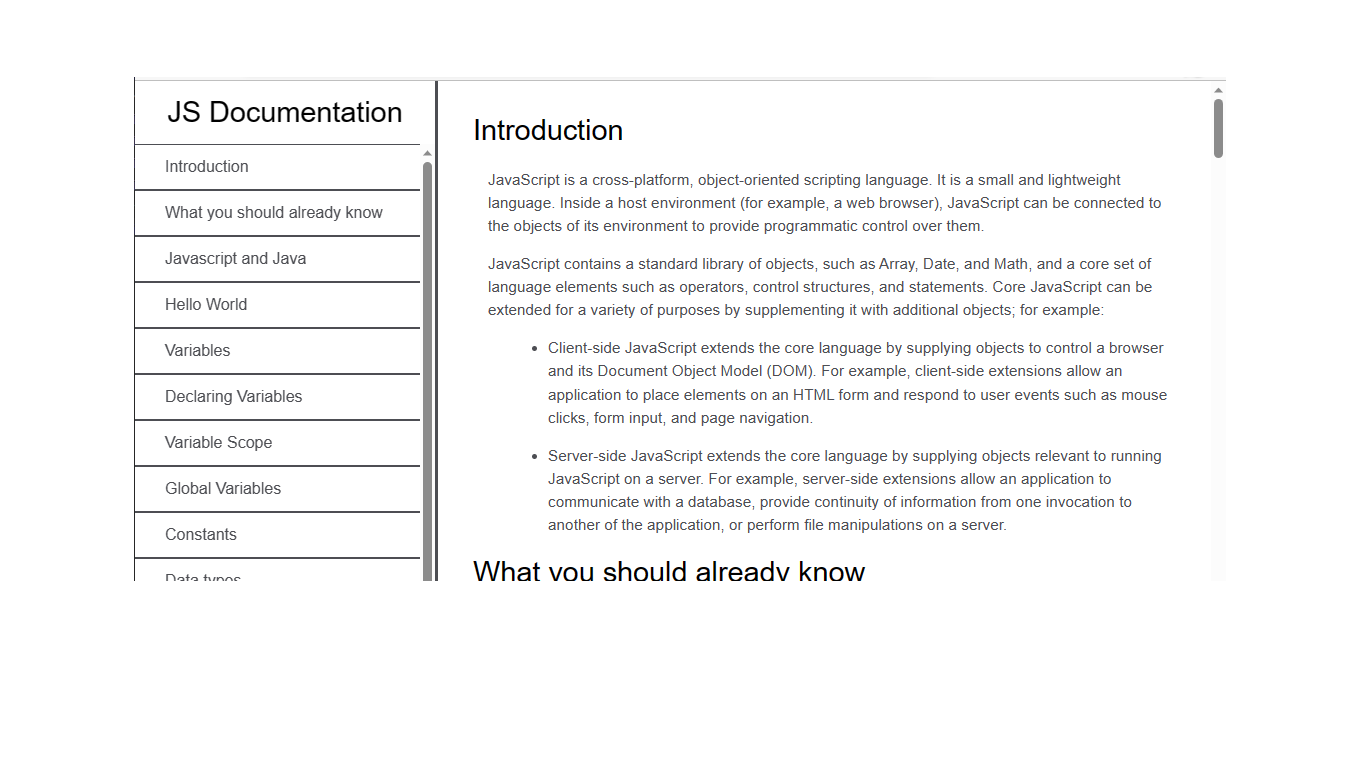 JS Documentation
Introduction
What you should already know
Javascript and Java
Hello World
Variables
Declaring Variables
Variable Scope
Global Variables
Constants
Data types
Introduction
JavaScript is a cross-platform, object-oriented scripting language. It is a small and lightweight
language. Inside a host environment (for example, a web browser), JavaScript can be connected to
the objects of its environment to provide programmatic control over them.
JavaScript contains a standard library of objects, such as Array, Date, and Math, and a core set of
language elements such as operators, control structures, and statements. Core JavaScript can be
extended for a variety of purposes by supplementing it with additional objects; for example:
• Client-side JavaScript extends the core language by supplying objects to control a browser
and its Document Object Model (DOM). For example, client-side extensions allow an
application to place elements on an HTML form and respond to user events such as mouse
clicks, form input, and page navigation.
• Server-side JavaScript extends the core language by supplying objects relevant to running
JavaScript on a server. For example, server-side extensions allow an application to
communicate with a database, provide continuity of information from one invocation to
another of the application, or perform file manipulations on a server.
What you should already know